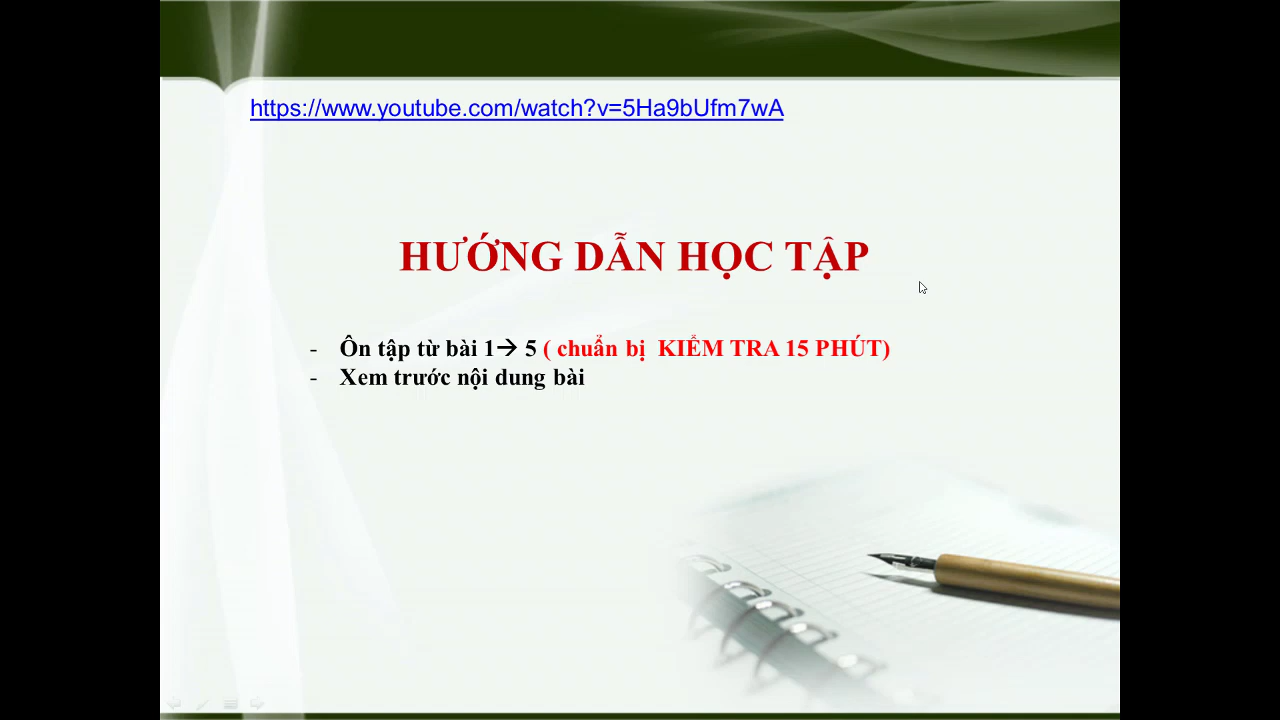 https://www.youtube.com/watch?v=5Ha9bUfm7wA
HƯỚNG DẪN HỌC TẬP
- Ôn tập từ bài 1→ 5 ( chuẩn bị KIỂM TRA 15 PHÚT)
- Xem trước nội dung bài